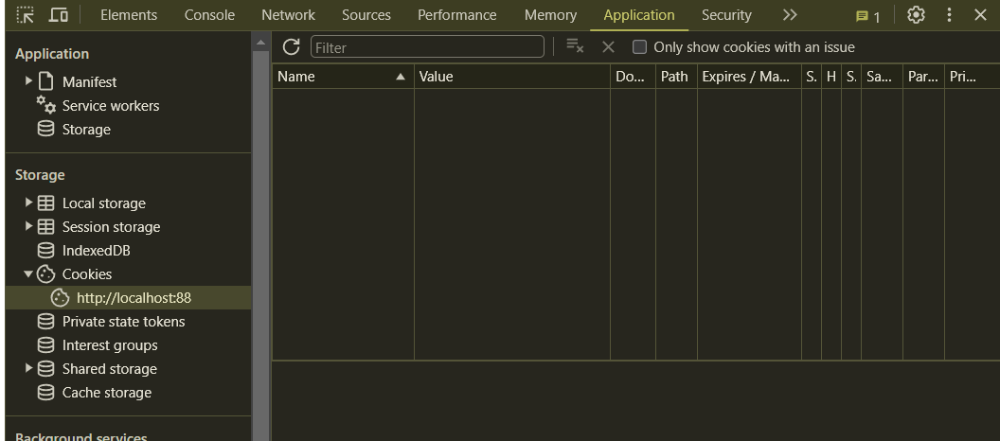 Elements Console Network Sources Performance Memory Application Security 1
Application
Manifest
Service workers
Storage
Storage
Local storage
Session storage
IndexedDB
Cookies
http://localhost:88
Private state tokens
Interest groups
Shared storage
Cache storage
Background services
Filter Only show cookies with an issue
Name Value Do... Path Expires / Ma... S. H S. Sa... Par... Pri...